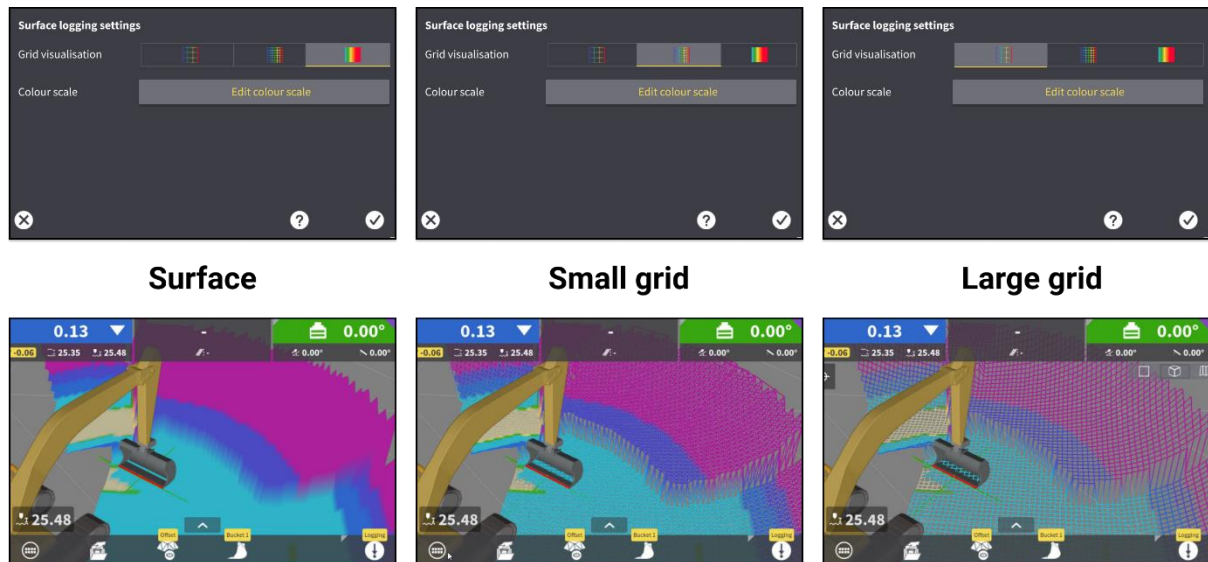 Surface logging settings
Grid visualisation
Colour scale
Edit colour scale
?
Surface logging settings
Grid visualisation
Colour scale
Edit colour scale
?
Surface logging settings
Grid visualisation
Colour scale
Edit colour scale
?
Surface
Small grid
Large grid
0.13
-
0.00°
-0.06
25.35
25.48
-
0.00°
0.00°
25.48
Offset
Bucket 1
Logging
0.13
-
0.00°
-0.06
25.35
25.48
-
0.00°
0.00°
25.48
Offset
Bucket 1
Logging
0.13
-
0.00°
-0.06
25.35
25.48
-
0.00°
0.00°
25.48
Offset
Bucket 1
Logging